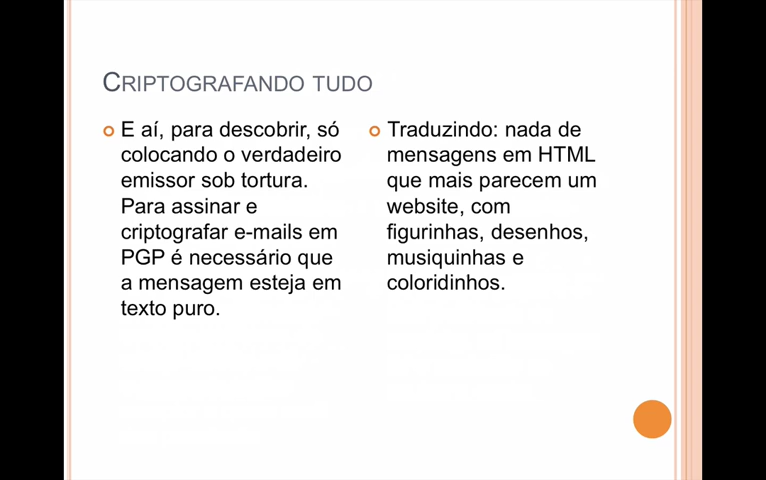 CRIPTOGRAFANDO TUDO
E aí, para descobrir, só
colocando o verdadeiro
emissor sob tortura.
Para assinar e
criptografar e-mails em
PGP é necessário que
a mensagem esteja em
texto puro.
Traduzindo: nada de
mensagens em HTML
que mais parecem um
website, com
figurinhas, desenhos,
musiquinhas e
coloridinhos.